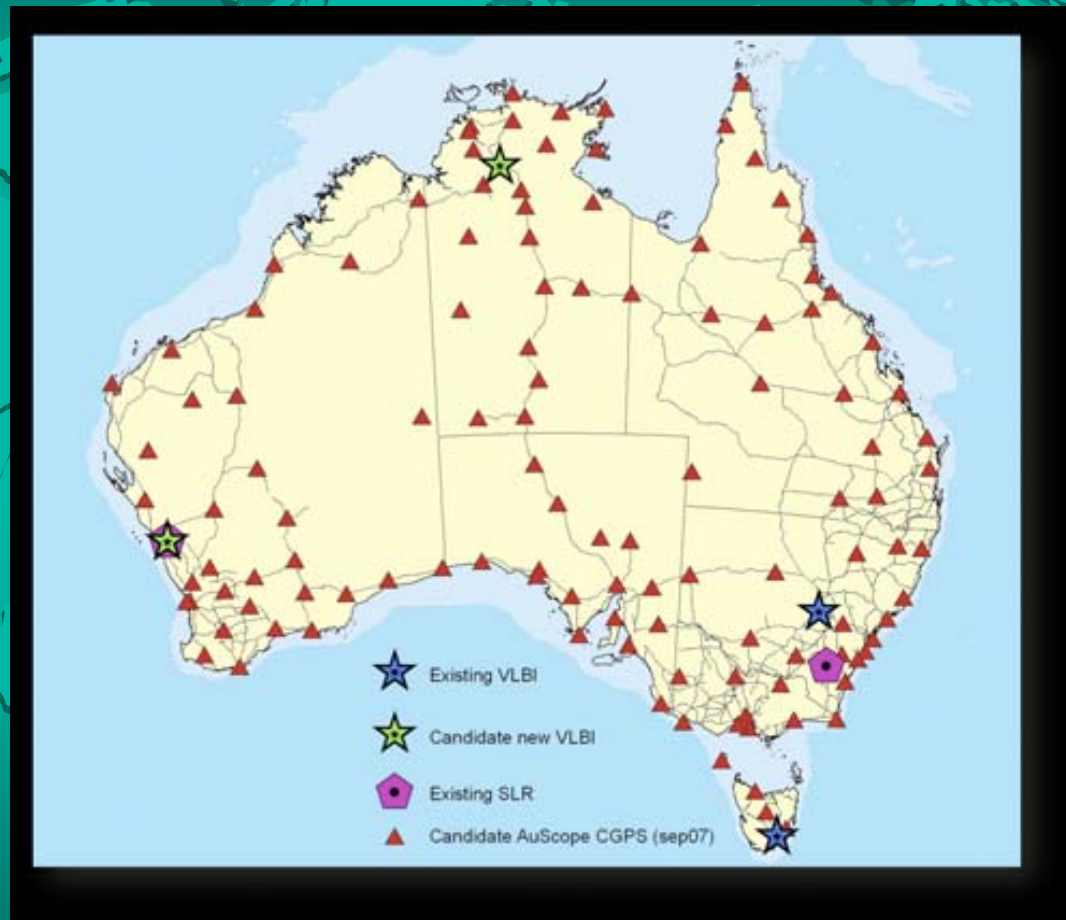 Existing VLBI
Candidate new VLBI
Existing SLR
Candidate AuScope CGPS (sep07)